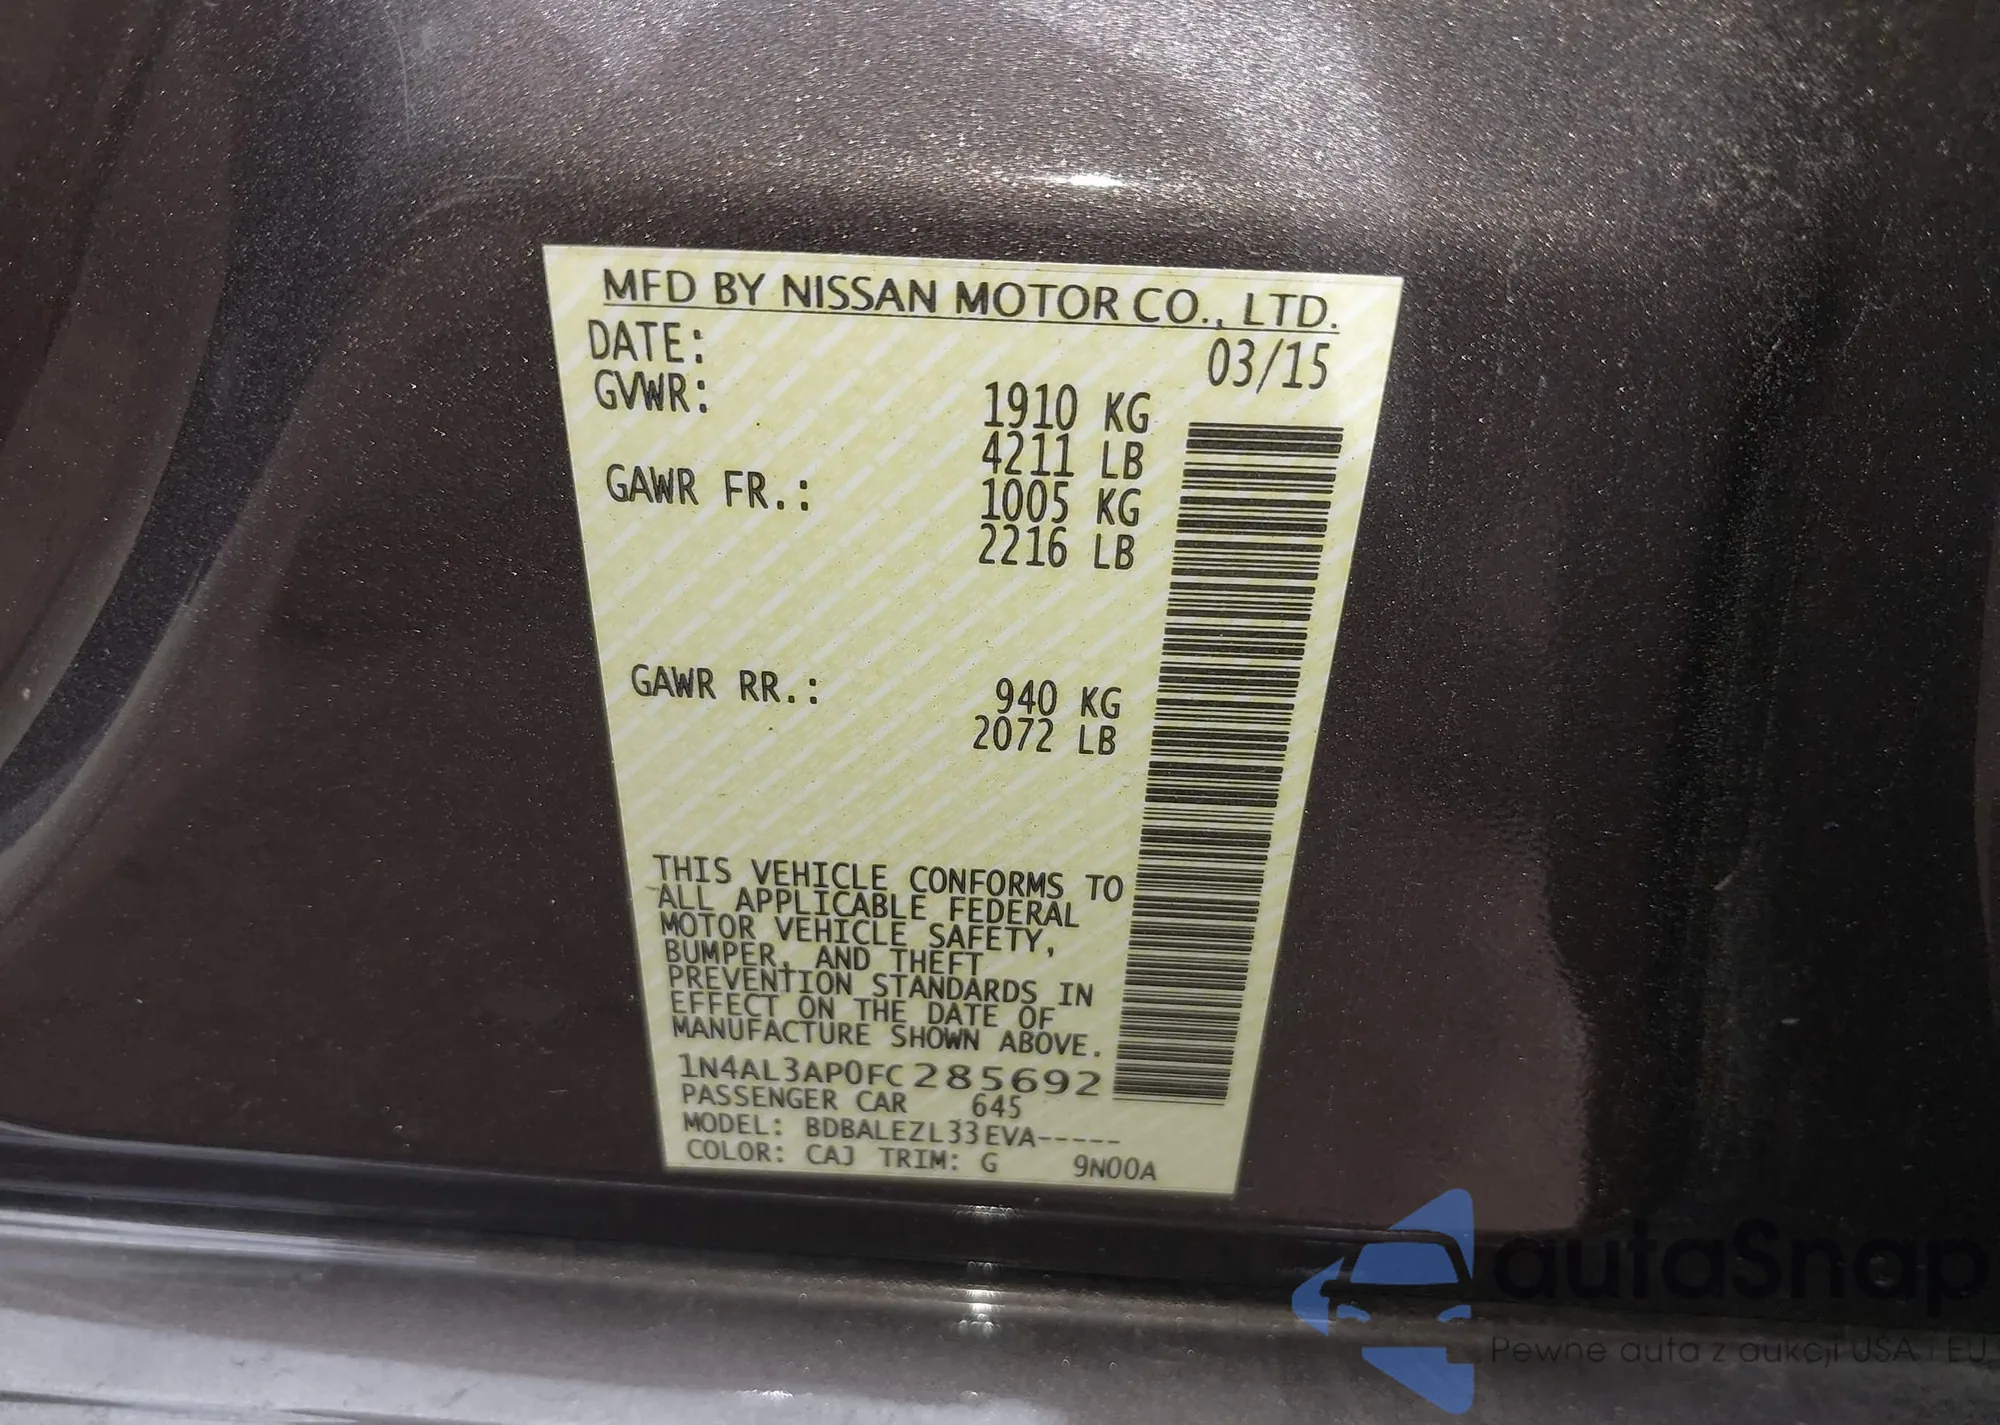 MFD BY NISSAN MOTOR CO., LTD.
DATE: 03/15
GVWR: 1910 KG
4211 LB
GAWR FR.: 1005 KG
2216 LB
GAWR RR.: 940 KG
2072 LB
THIS VEHICLE CONFORMS TO
ALL APPLICABLE FEDERAL
MOTOR VEHICLE SAFETY,
BUMPER, AND THEFT
PREVENTION STANDARDS IN
EFFECT ON THE DATE OF
MANUFACTURE SHOWN ABOVE.
1N4AL3AP0FC285692
PASSENGER CAR 645
MODEL: BDBALEZL33EVA-----
COLOR: CAJ TRIM: G 9N00A
autaSnap
Pewne auta z aukcji USA i EU